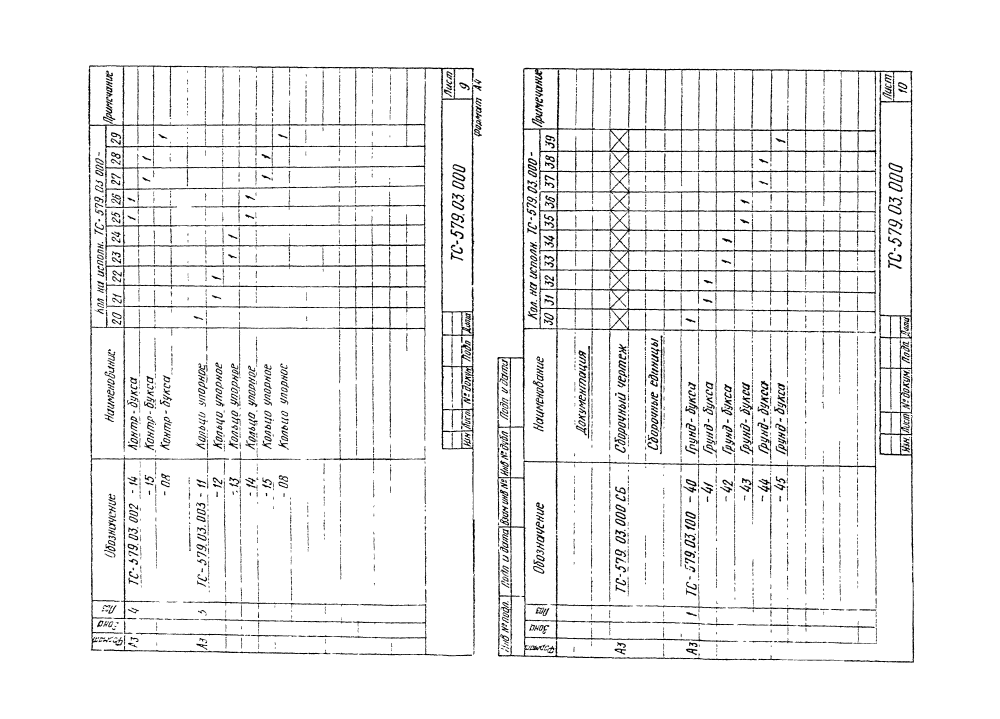 Формат Зона Поз Обозначение Наименование Кол. на исполн. ТС-579.03.000- Примечание
20 21 22 23 24 25 26 27 28 29
А3 4 ТС-579.03.002 -14 Контр-букса 1 1
-15 Контр-букса 1 1
-08 Контр-букса 1
А3 5 ТС-579.03.003 -11 Кольцо упорное 1
-12 Кольцо упорное 1 1
-13 Кольцо упорное 1 1
-14 Кольцо упорное 1 1
-15 Кольцо упорное 1 1
-08 Кольцо упорное 1
Изм Лист № докум. Подп Дата
ТС-579.03.000
Лист
9
Формат А4
Инв № подл. Подп и дата Взам инв № Инв № дубл Подп и дата
Формат Зона Поз Обозначение Наименование Кол. на исполн. ТС-579.03.000- Примечание
30 31 32 33 34 35 36 37 38 39
Документация
А3 ТС-579.03.000 СБ Сборочный чертеж
Сборочные единицы
А3 1 ТС-579.03.100 -40 Грунд-букса 1
-41 Грунд-букса 1 1
-42 Грунд-букса 1 1
-43 Грунд-букса 1 1
-44 Грунд-букса 1 1
-45 Грунд-букса 1
Изм Лист № докум. Подп. Дата
ТС-579.03.000
Лист
10